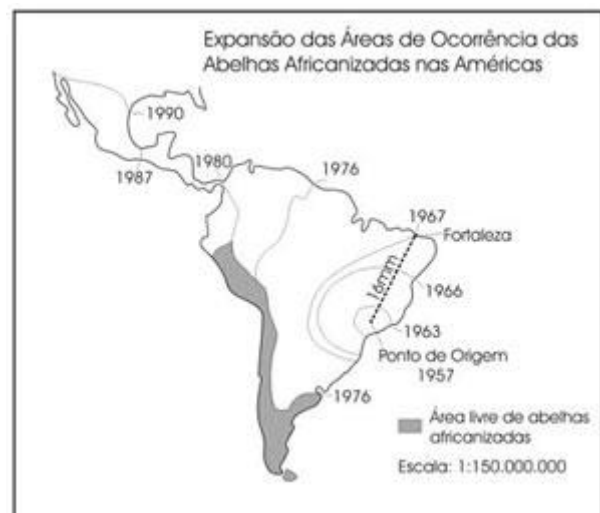 Expansão das Áreas de Ocorrência das
Abelhas Africanizadas nas Américas
1990
1987
1980
1976
1967
Fortaleza
16mm
1966
1963
Ponto de Origem
1957
1976
Área livre de abelhas
africanizadas
Escala: 1:150.000.000